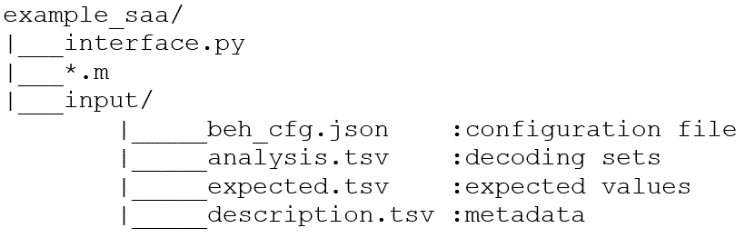 example_saa/
|___interface.py
|___*.m
|___input/
|_____beh_cfg.json :configuration file
|_____analysis.tsv :decoding sets
|_____expected.tsv :expected values
|_____description.tsv :metadata